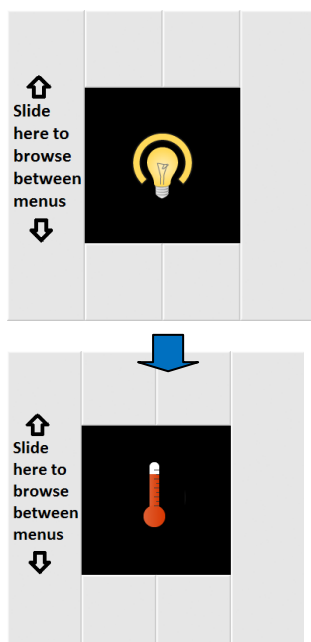 Slide
here to
browse
between
menus
Slide
here to
browse
between
menus